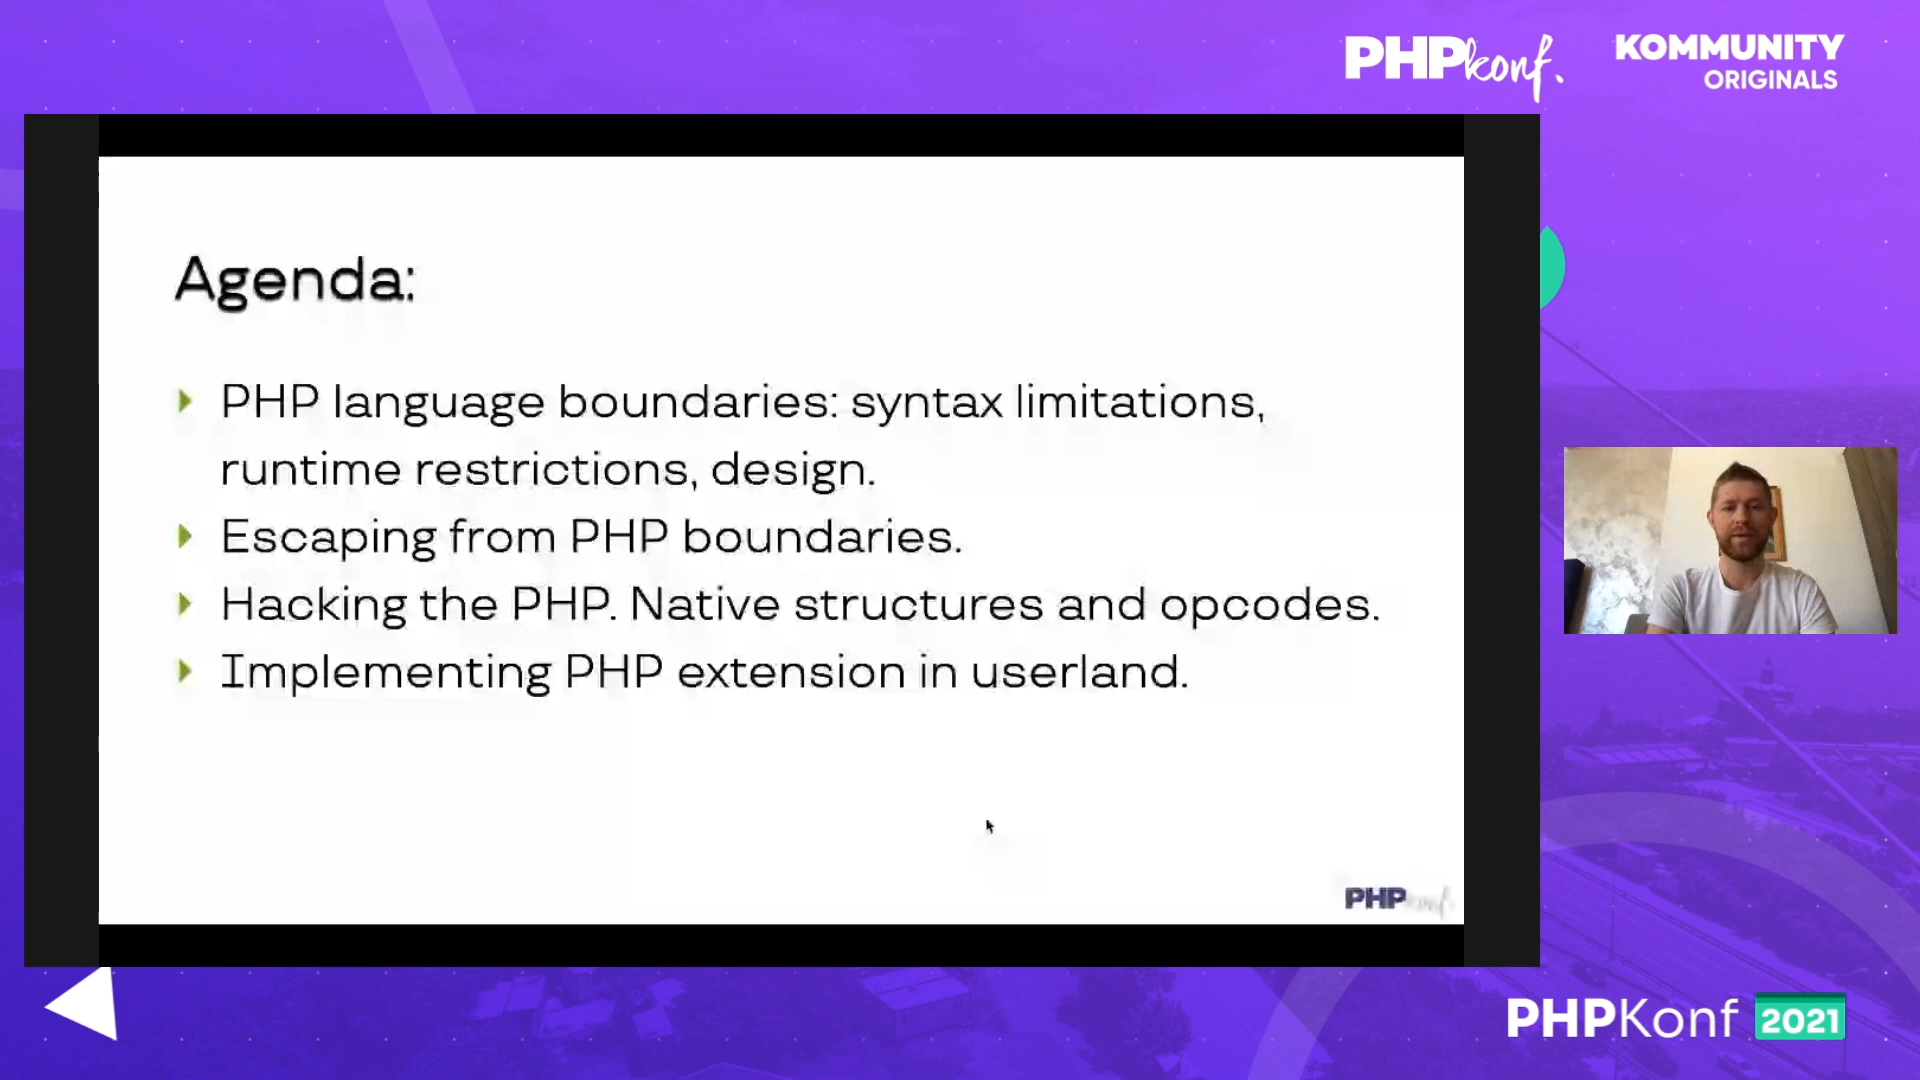 PHPkonf.
KOMMUNITY
ORIGINALS
Agenda:
PHP language boundaries: syntax limitations,
runtime restrictions, design.
Escaping from PHP boundaries.
Hacking the PHP. Native structures and opcodes.
Implementing PHP extension in userland.
PHPkonf.
PHPKonf 2021